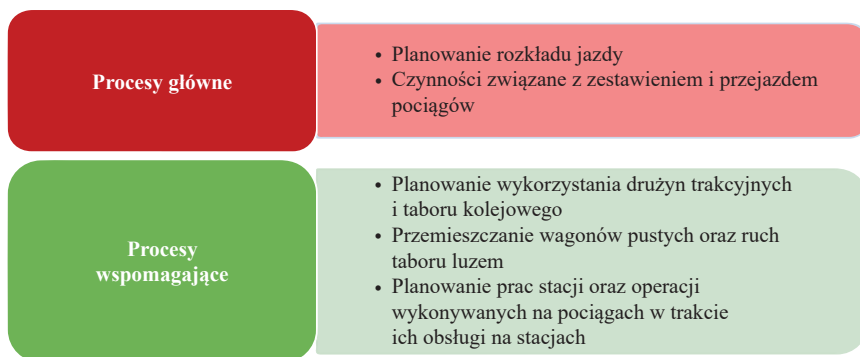 Procesy główne
• Planowanie rozkładu jazdy
• Czynności związane z zestawieniem i przejazdem
pociągów
Procesy
wspomagające
• Planowanie wykorzystania drużyn trakcyjnych
i taboru kolejowego
• Przemieszczanie wagonów pustych oraz ruch
taboru luzem
• Planowanie prac stacji oraz operacji
wykonywanych na pociągach w trakcie
ich obsługi na stacjach